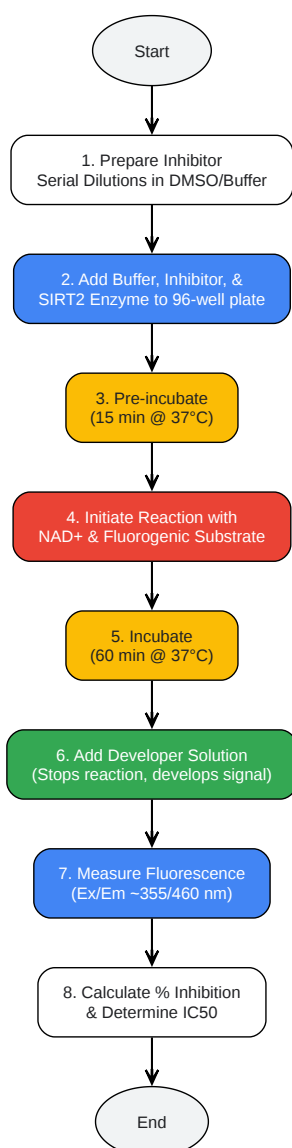 Start
1. Prepare Inhibitor
Serial Dilutions in DMSO/Buffer
2. Add Buffer, Inhibitor, &
SIRT2 Enzyme to 96-well plate
3. Pre-incubate
(15 min @ 37°C)
4. Initiate Reaction with
NAD+ & Fluorogenic Substrate
5. Incubate
(60 min @ 37°C)
6. Add Developer Solution
(Stops reaction, develops signal)
7. Measure Fluorescence
(Ex/Em ~355/460 nm)
8. Calculate % Inhibition
& Determine IC50
End